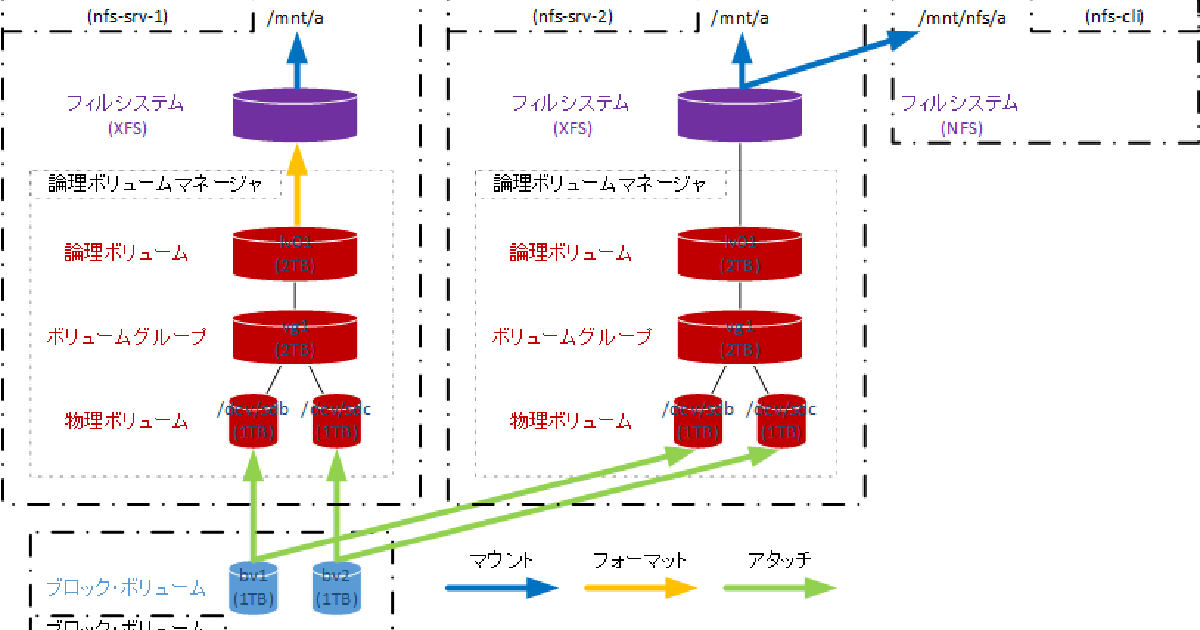 (nfs-srv-1)
/mnt/a
(nfs-srv-2)
/mnt/a
/mnt/nfs/a
(nfs-cli)
フィルシステム
(XFS)
フィルシステム
(XFS)
フィルシステム
(NFS)
論理ボリュームマネージャ
論理ボリュームマネージャ
論理ボリューム
lv01
(2TB)
論理ボリューム
lv01
(2TB)
ボリュームグループ
vg1
(2TB)
ボリュームグループ
vg1
(2TB)
物理ボリューム
/dev/sdb
(1TB)
/dev/sdc
(1TB)
物理ボリューム
/dev/sdb
(1TB)
/dev/sdc
(1TB)
ブロック・ボリューム
bv1
(1TB)
bv2
(1TB)
マウント
フォーマット
アタッチ
ブロック・ボリューム